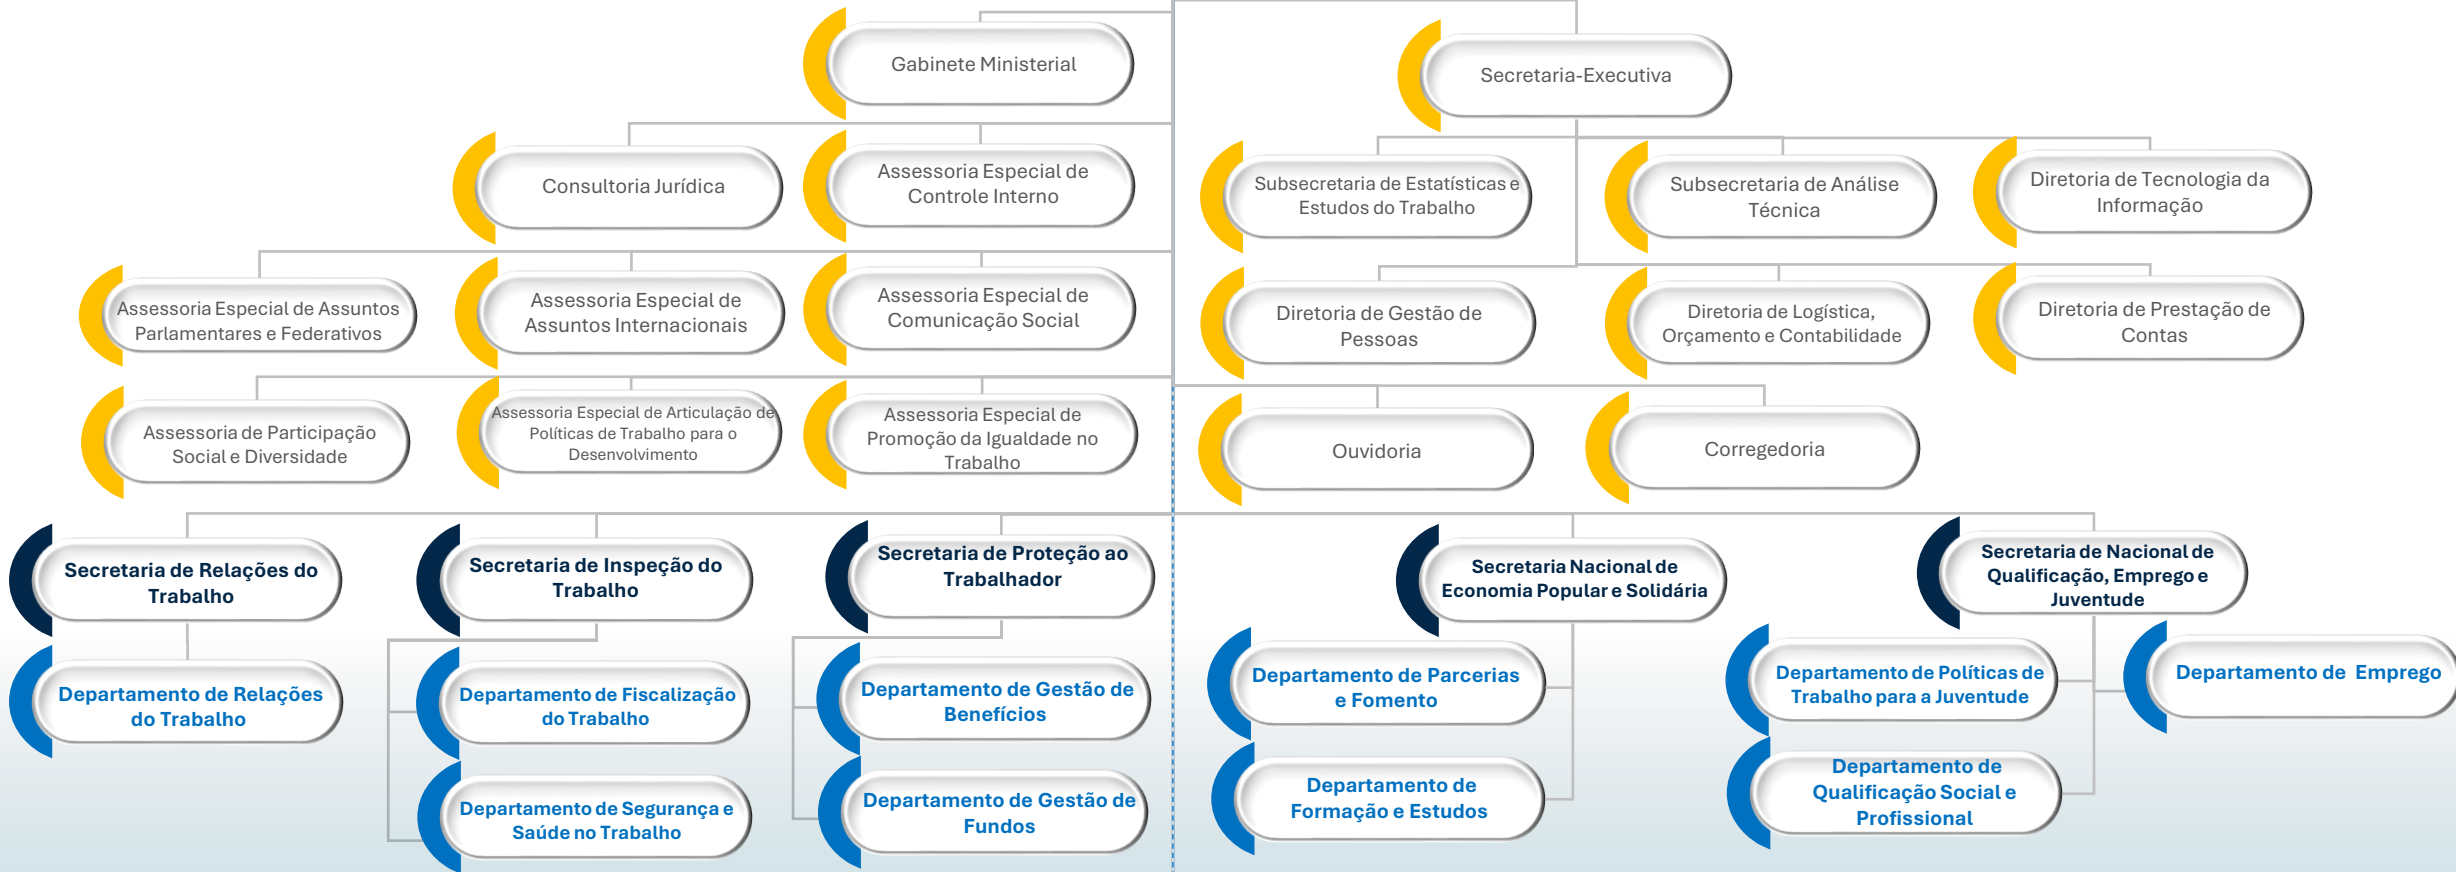 Gabinete Ministerial
Secretaria-Executiva
Consultoria Jurídica
Assessoria Especial de
Controle Interno
Subsecretaria de Estatísticas e
Estudos do Trabalho
Subsecretaria de Análise
Técnica
Diretoria de Tecnologia da
Informação
Assessoria Especial de Assuntos
Parlamentares e Federativos
Assessoria Especial de
Assuntos Internacionais
Assessoria Especial de
Comunicação Social
Diretoria de Gestão de
Pessoas
Diretoria de Logística,
Orçamento e Contabilidade
Diretoria de Prestação de
Contas
Assessoria de Participação
Social e Diversidade
Assessoria Especial de Articulação de
Políticas de Trabalho para o
Desenvolvimento
Assessoria Especial de
Promoção da Igualdade no
Trabalho
Ouvidoria
Corregedoria
Secretaria de Relações do
Trabalho
Secretaria de Inspeção do
Trabalho
Secretaria de Proteção ao
Trabalhador
Secretaria Nacional de
Economia Popular e Solidária
Secretaria de Nacional de
Qualificação, Emprego e
Juventude
Departamento de Relações
do Trabalho
Departamento de Fiscalização
do Trabalho
Departamento de Gestão de
Benefícios
Departamento de Parcerias
e Fomento
Departamento de Políticas de
Trabalho para a Juventude
Departamento de Emprego
Departamento de Segurança e
Saúde no Trabalho
Departamento de Gestão de
Fundos
Departamento de
Formação e Estudos
Departamento de
Qualificação Social e
Profissional